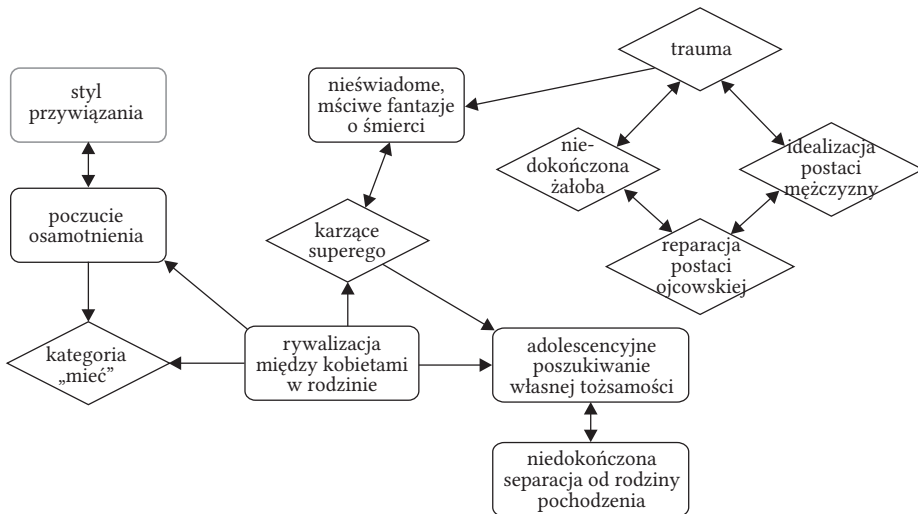 trauma
styl
przywiązania
nieświadome,
mściwe fantazje
o śmierci
nie-
dokończona
żałoba
idealizacja
postaci
mężczyzny
poczucie
osamotnienia
karzące
superego
reparacja
postaci
ojcowskiej
kategoria
„mieć”
rywalizacja
między kobietami
w rodzinie
adolescencyjne
poszukiwanie
własnej tożsamości
niedokończona
separacja od rodziny
pochodzenia